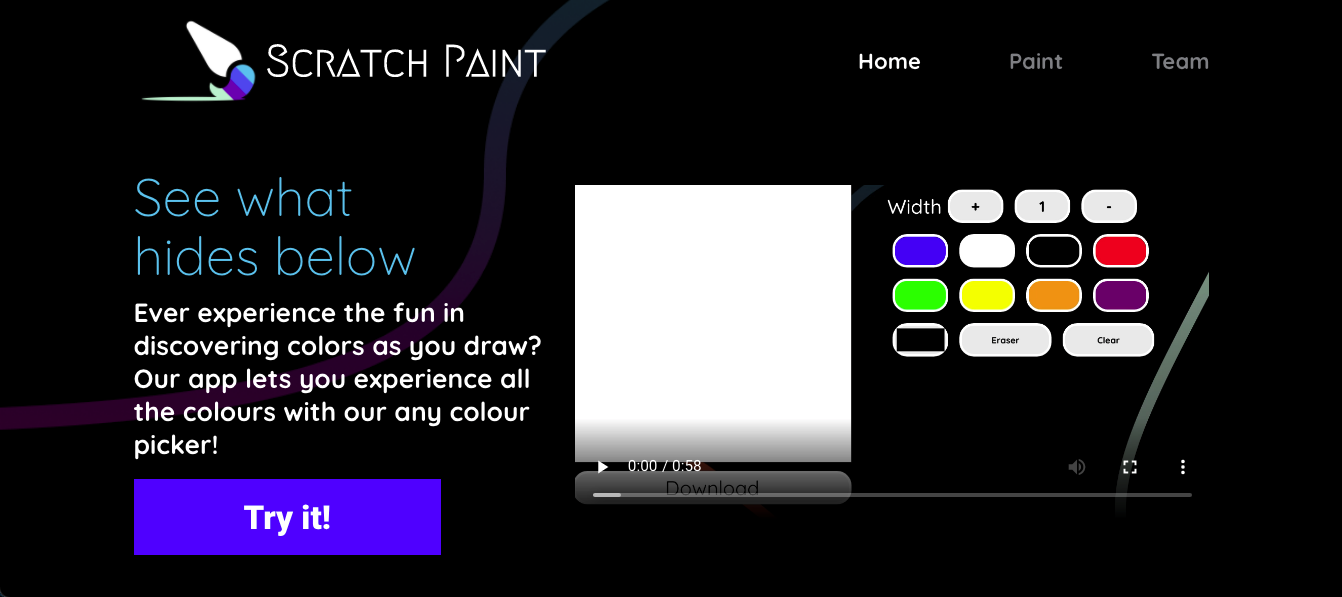 SCRATCH PAINT
Home Paint Team
See what
hides below
Ever experience the fun in
discovering colors as you draw?
Our app lets you experience all
the colours with our any colour
picker!
Try it!
Width + 1 -
Eraser Clear
0:00 / 0:58
Download